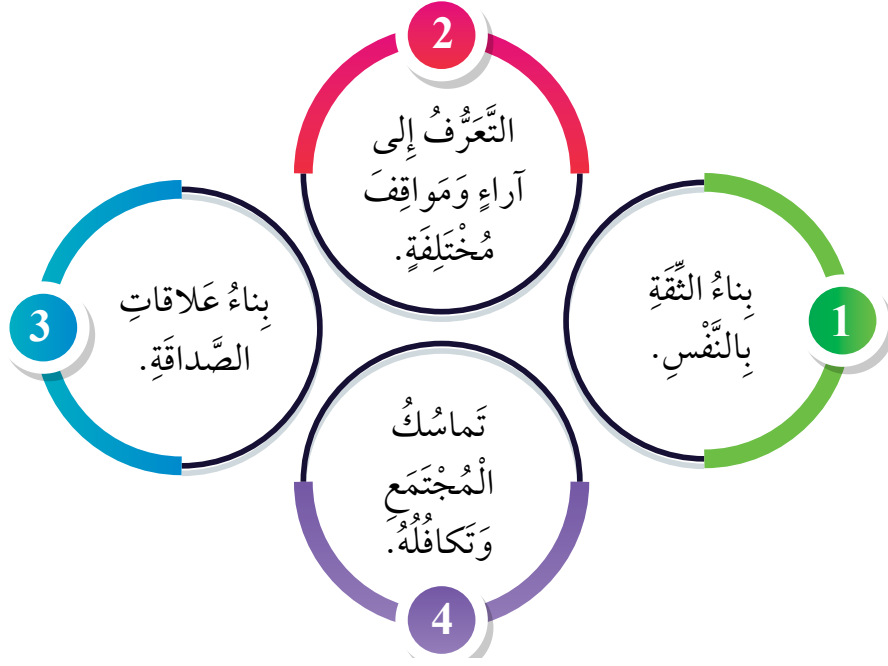 1
بِناءُ الثِّقَةِ
بِالنَّفْسِ.
2
التَّعَرُّفُ إِلى
آراءٍ وَمَواقِفَ
مُخْتَلِفَةٍ.
3
بِناءُ عَلاقاتِ
الصَّداقَةِ.
4
تَماسُكُ
الْمُجْتَمَعِ
وَتَكافُلُهُ.